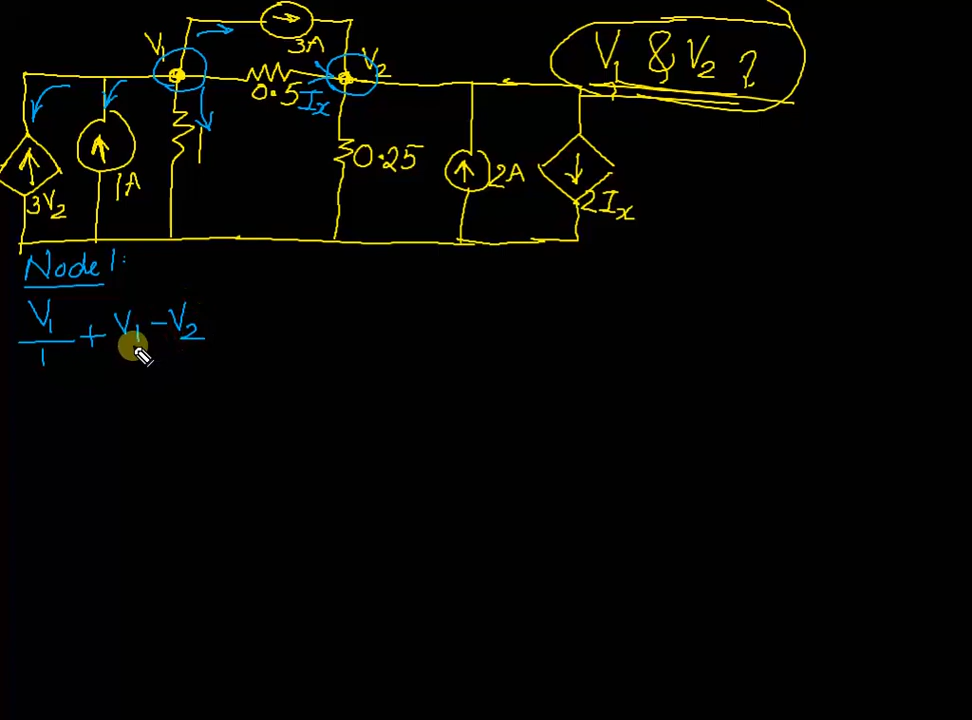 3A
V1
V2
V1 & V2 ?
0.5
Ix
1
0.25
1A
2A
3V2
2Ix
Node 1:
V1/1 + V1 - V2